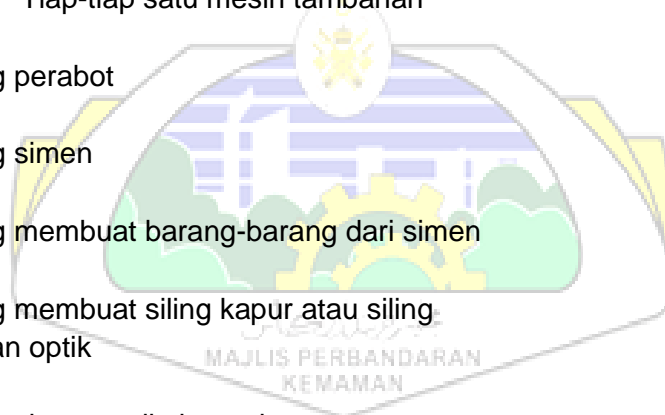 Tiap-tiap satu mesin tambahan
g perabot
g simen
g membuat barang-barang dari simen
g membuat siling kapur atau siling
an optik
MAJLIS PERBANDARAN
KEMAMAN